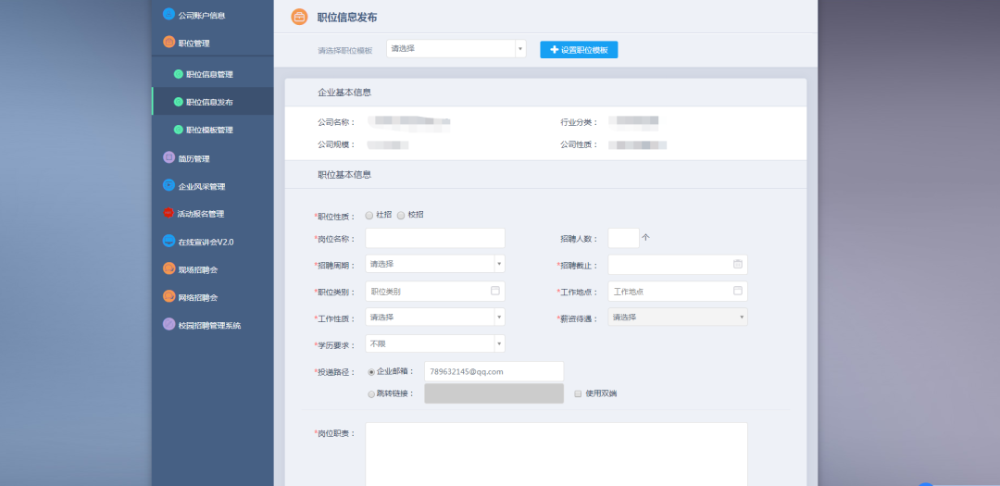 公司账户信息
职位管理
职位信息管理
职位信息发布
职位模板管理
简历管理
企业风采管理
活动报名管理
在线宣讲会V2.0
现场招聘会
网络招聘会
校园招聘管理系统
职位信息发布
请选择职位模板 请选择 设置职位模板
企业基本信息
公司名称： 行业分类：
公司规模： 公司性质：
职位基本信息
*职位性质： 社招 校招
*岗位名称： 招聘人数： 个
*招聘周期： 请选择 *招聘截止：
*职位类别： 职位类别 *工作地点： 工作地点
*工作性质： 请选择 *薪资待遇： 请选择
*学历要求： 不限
*投递路径： 企业邮箱： 789632145@qq.com
跳转链接： 使用双端
*岗位职责：